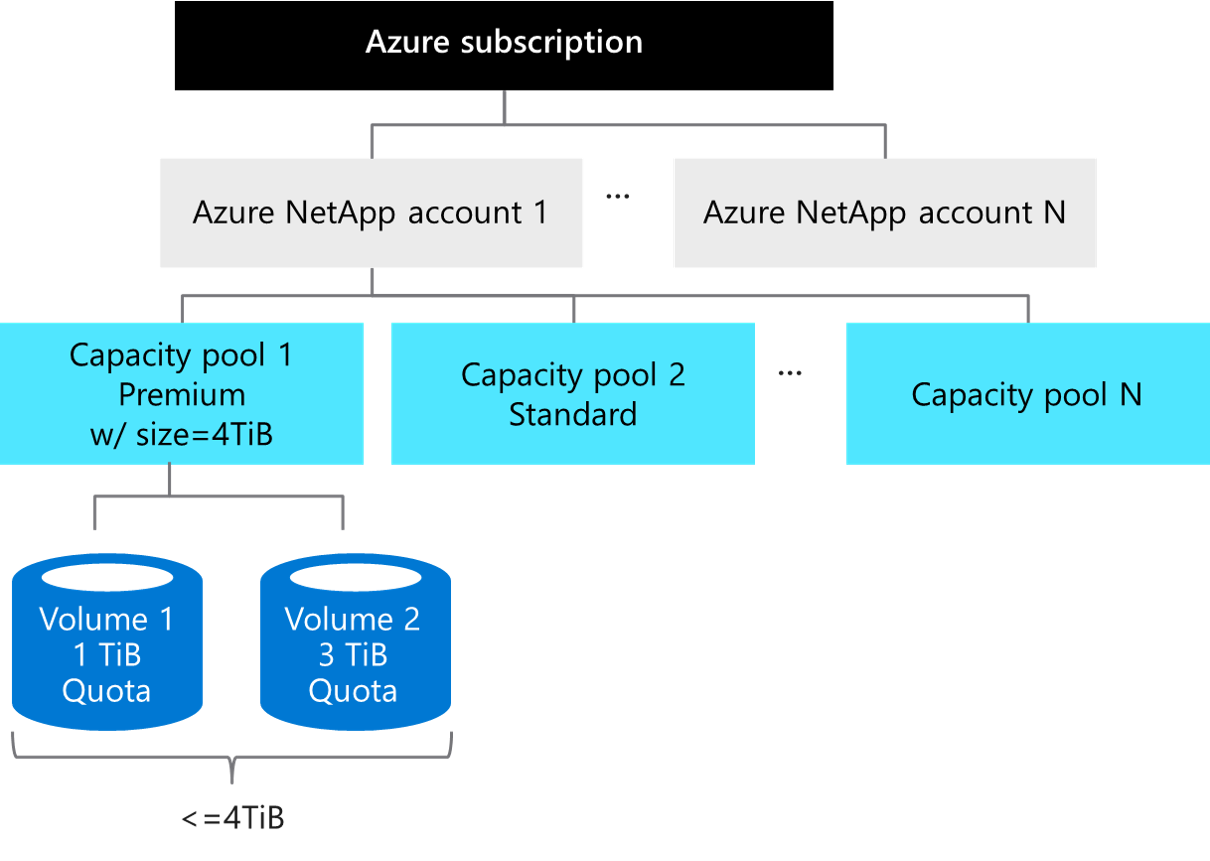 Azure subscription
Azure NetApp account 1
...
Azure NetApp account N
Capacity pool 1
Premium
w/ size=4TiB
Capacity pool 2
Standard
...
Capacity pool N
Volume 1
1 TiB
Quota
Volume 2
3 TiB
Quota
<=4TiB